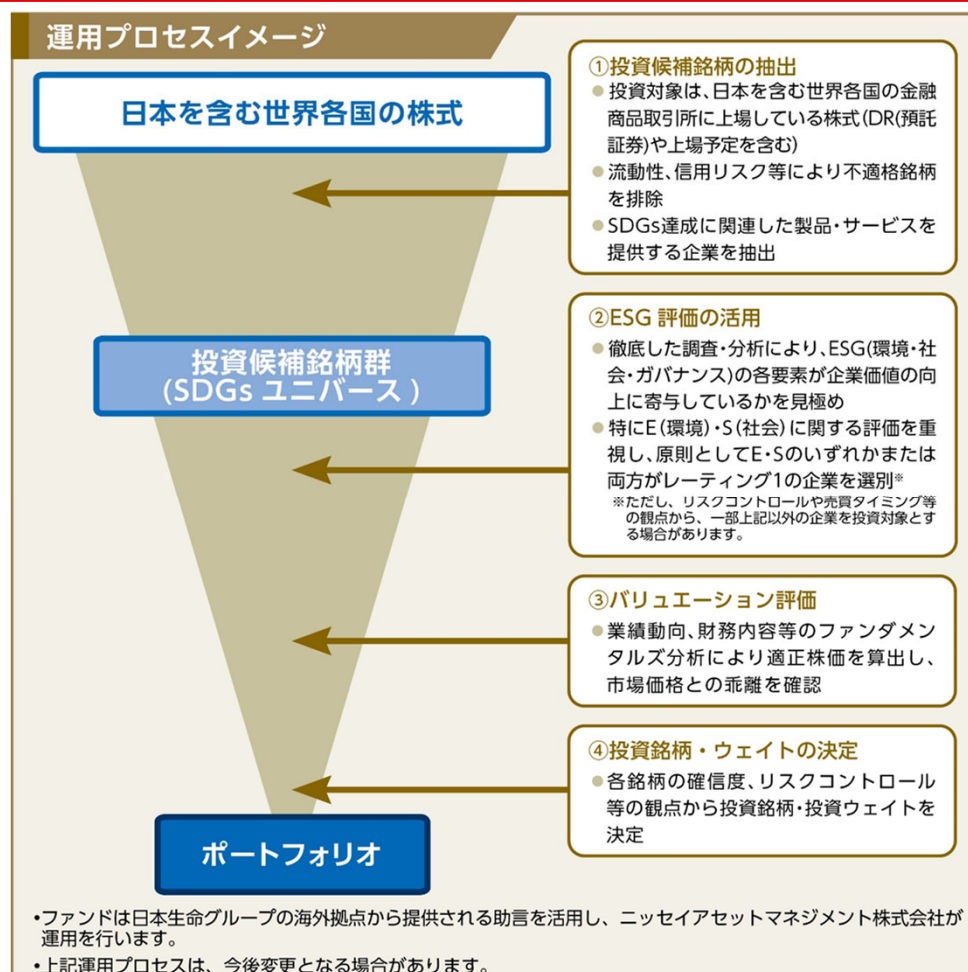 運用プロセスイメージ
日本を含む世界各国の株式
①投資候補銘柄の抽出
●投資対象は、日本を含む世界各国の金融
商品取引所に上場している株式(DR(預託
証券)や上場予定を含む)
●流動性、信用リスク等により不適格銘柄
を排除
●SDGs達成に関連した製品・サービスを
提供する企業を抽出
投資候補銘柄群
(SDGs ユニバース )
②ESG 評価の活用
●徹底した調査・分析により、ESG(環境・社
会・ガバナンス)の各要素が企業価値の向
上に寄与しているかを見極め
●特にE(環境)・S(社会)に関する評価を重
視し、原則としてE・Sのいずれかまたは
両方がレーティング1の企業を選別※
※ただし、リスクコントロールや売買タイミング等
の観点から、一部上記以外の企業を投資対象とす
る場合があります。
③バリュエーション評価
●業績動向、財務内容等のファンダメン
タルズ分析により適正株価を算出し、
市場価格との乖離を確認
④投資銘柄・ウェイトの決定
●各銘柄の確信度、リスクコントロール
等の観点から投資銘柄・投資ウェイトを
決定
ポートフォリオ
•ファンドは日本生命グループの海外拠点から提供される助言を活用し、ニッセイアセットマネジメント株式会社が
運用を行います。
•上記運用プロセスは、今後変更となる場合があります。